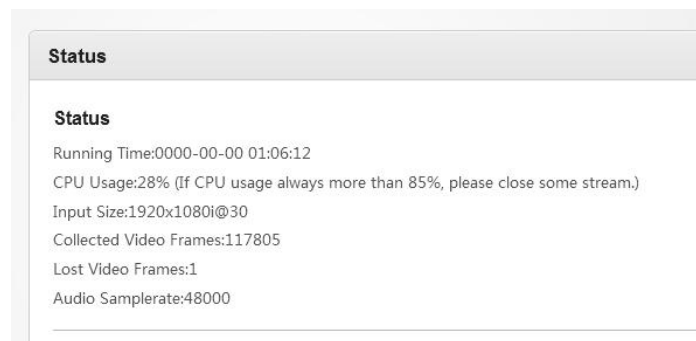 Status
Status
Running Time:0000-00-00 01:06:12
CPU Usage:28% (If CPU usage always more than 85%, please close some stream.)
Input Size:1920x1080i@30
Collected Video Frames:117805
Lost Video Frames:1
Audio Samplerate:48000